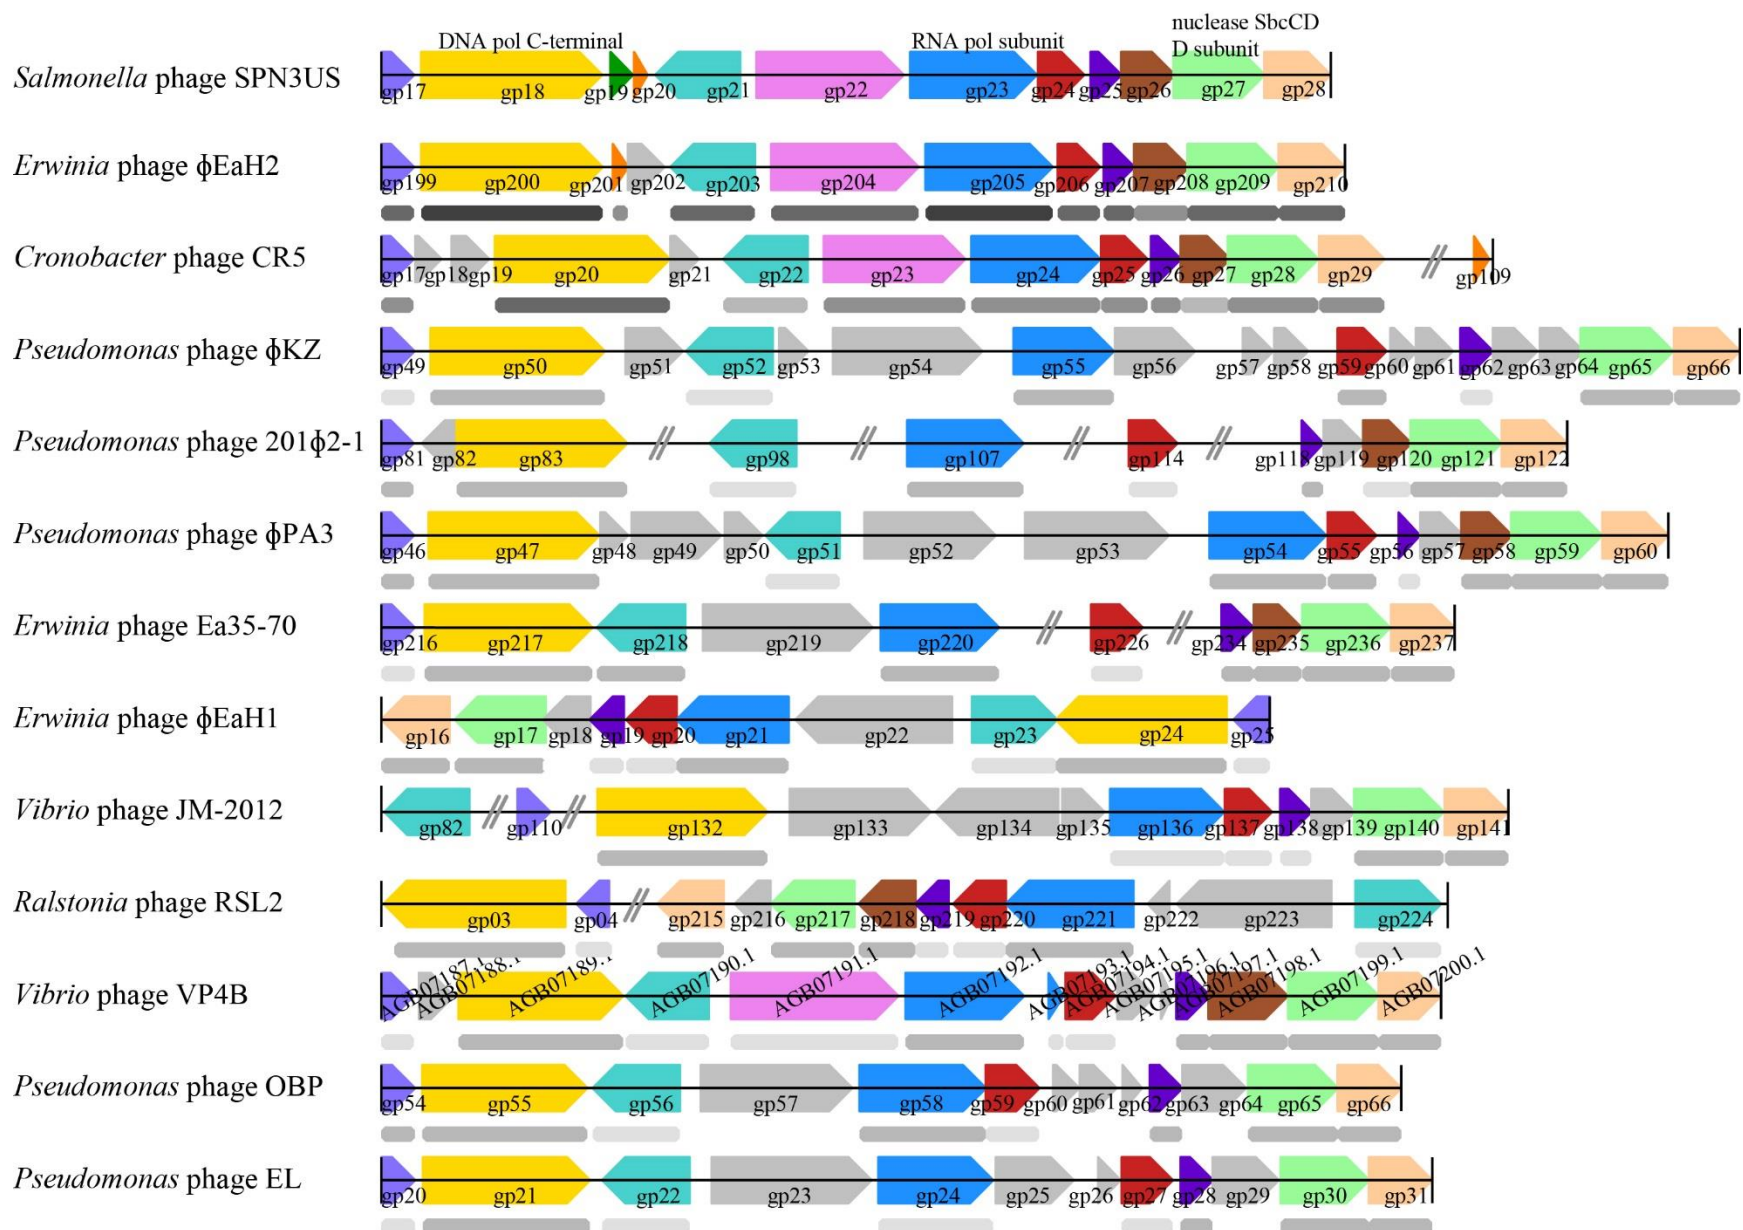 nuclease SbcCD
DNA pol C-terminal RNA pol subunit D subunit
Salmonella phage SPN3US
gp17 gp18 gp19 gp20 gp21 gp22 gp23 gp24 gp25 gp26 gp27 gp28
Erwinia phage ϕEaH2
gp199 gp200 gp201 gp202 gp203 gp204 gp205 gp206 gp207 gp208 gp209 gp210
Cronobacter phage CR5
gp17 gp18 gp19 gp20 gp21 gp22 gp23 gp24 gp25 gp26 gp27 gp28 gp29 gp109
Pseudomonas phage ϕKZ
gp49 gp50 gp51 gp52 gp53 gp54 gp55 gp56 gp57 gp58 gp59 gp60 gp61 gp62 gp63 gp64 gp65 gp66
Pseudomonas phage 201ϕ2-1
gp81 gp82 gp83 gp98 gp107 gp114 gp118 gp119 gp120 gp121 gp122
Pseudomonas phage ϕPA3
gp46 gp47 gp48 gp49 gp50 gp51 gp52 gp53 gp54 gp55 gp56 gp57 gp58 gp59 gp60
Erwinia phage Ea35-70
gp216 gp217 gp218 gp219 gp220 gp226 gp234 gp235 gp236 gp237
Erwinia phage ϕEaH1
gp16 gp17 gp18 gp19 gp20 gp21 gp22 gp23 gp24 gp25
Vibrio phage JM-2012
gp82 gp110 gp132 gp133 gp134 gp135 gp136 gp137 gp138 gp139 gp140 gp141
Ralstonia phage RSL2
gp03 gp04 gp215 gp216 gp217 gp218 gp219 gp220 gp221 gp222 gp223 gp224
Vibrio phage VP4B
AGB07187.1 AGB07188.1 AGB07189.1 AGB07190.1 AGB07191.1 AGB07192.1 AGB07193.1 AGB07194.1 AGB07195.1 AGB07196.1 AGB07197.1 AGB07198.1 AGB07199.1 AGB07200.1
Pseudomonas phage OBP
gp54 gp55 gp56 gp57 gp58 gp59 gp60 gp61 gp62 gp63 gp64 gp65 gp66
Pseudomonas phage EL
gp20 gp21 gp22 gp23 gp24 gp25 gp26 gp27 gp28 gp29 gp30 gp31